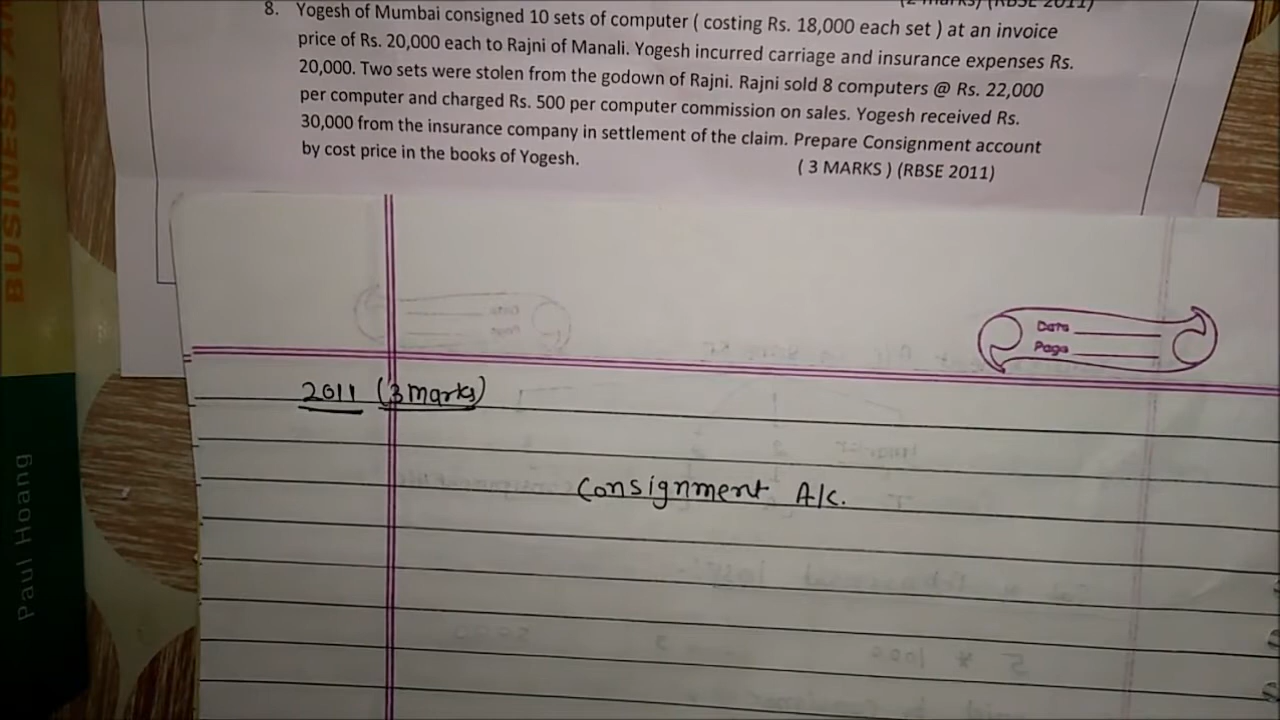 (2 marks) (RBSE 2011)
8. Yogesh of Mumbai consigned 10 sets of computer ( costing Rs. 18,000 each set ) at an invoice
price of Rs. 20,000 each to Rajni of Manali. Yogesh incurred carriage and insurance expenses Rs.
20,000. Two sets were stolen from the godown of Rajni. Rajni sold 8 computers @ Rs. 22,000
per computer and charged Rs. 500 per computer commission on sales. Yogesh received Rs.
30,000 from the insurance company in settlement of the claim. Prepare Consignment account
by cost price in the books of Yogesh. ( 3 MARKS ) (RBSE 2011)
BUSINESS
Paul Hoang
Date
Page
2011 (3 marks)
Consignment A/c.